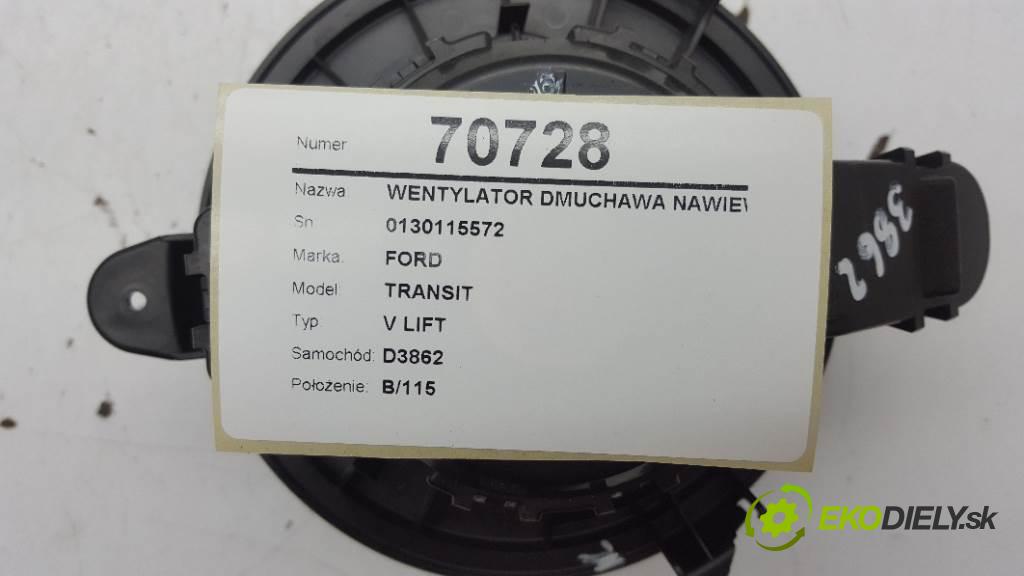 Numer 70728
Nazwa: WENTYLATOR DMUCHAWA NAWIEW
Sn: 0130115572
Marka: FORD
Model: TRANSIT
Typ: V LIFT
Samochód: D3862
Położenie: B/115
3862
EKODIELY.sk